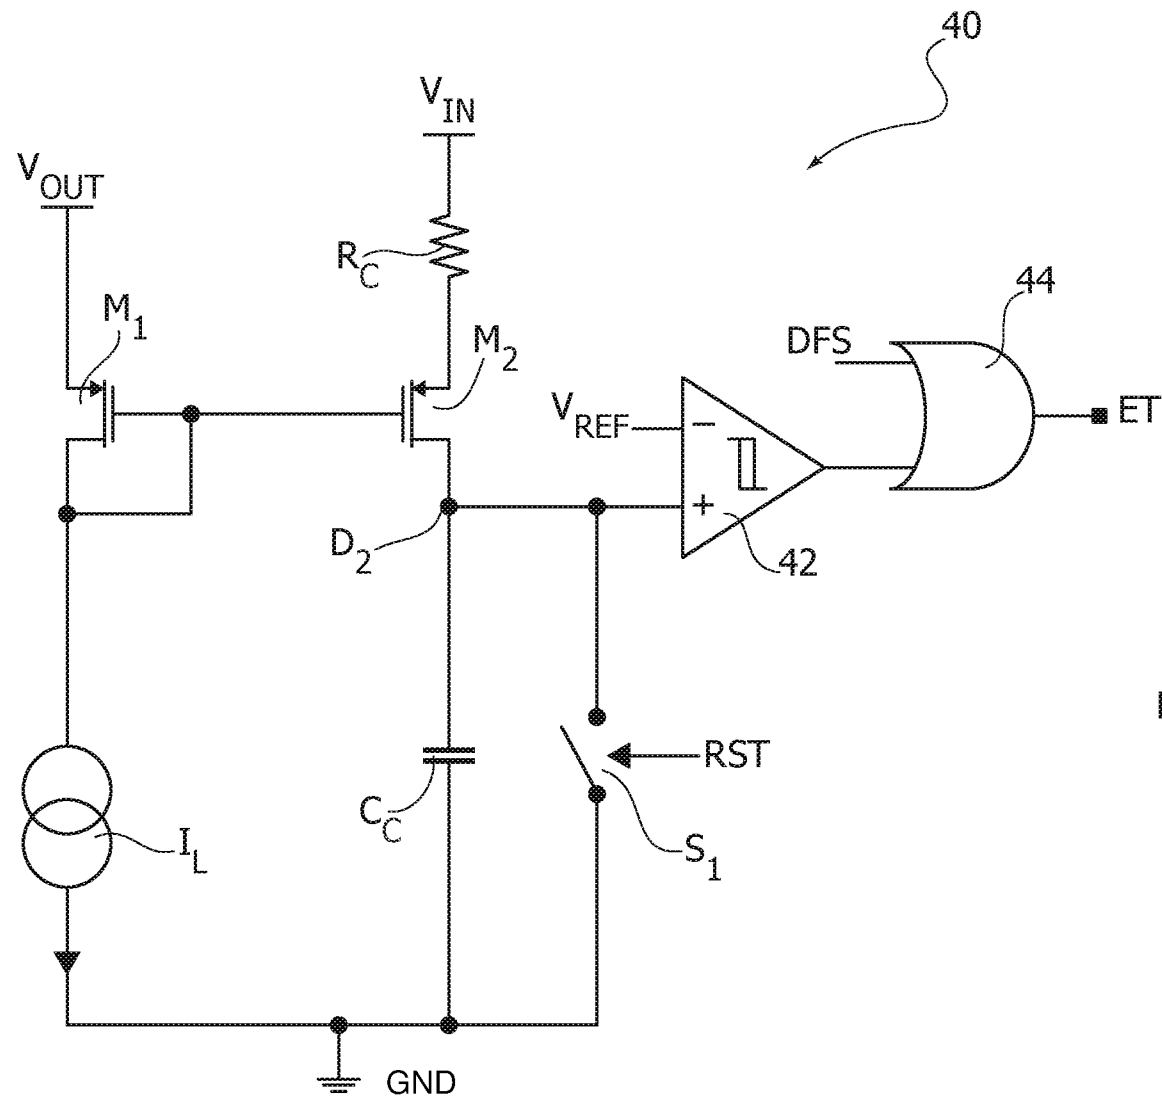 40
V_IN
V_OUT
R_C
44
M_1
M_2
DFS
V_REF
ET
−
+
D_2
42
RST
C_C
I_L
S_1
GND